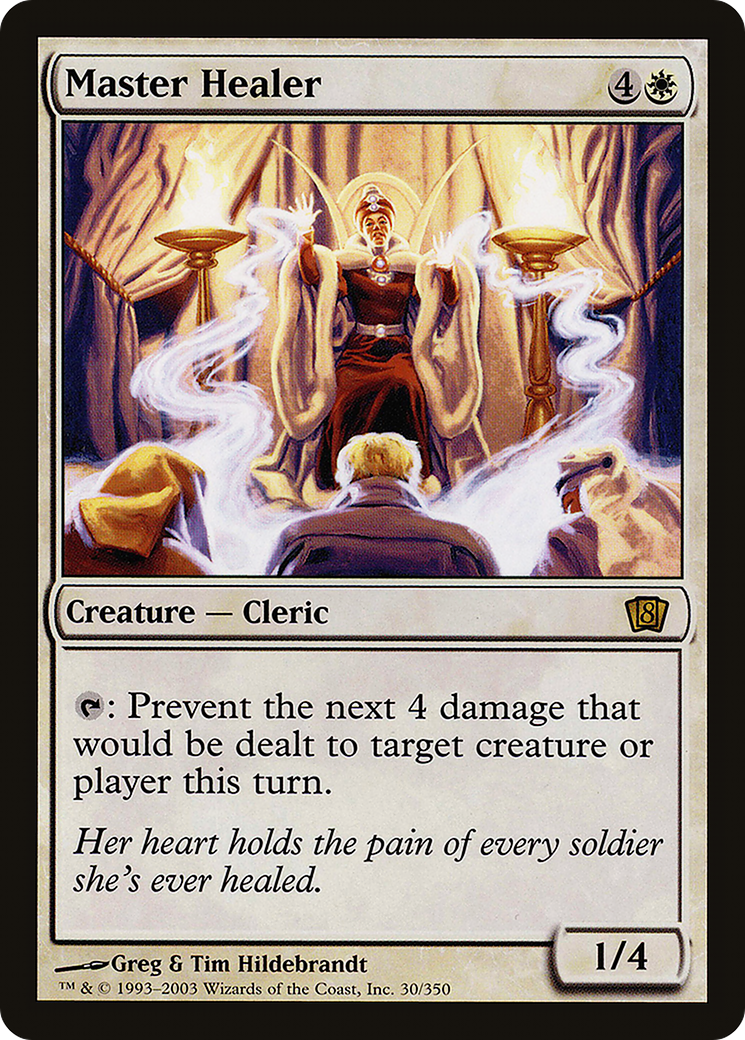 Master Healer 4
Creature — Cleric 8
: Prevent the next 4 damage that
would be dealt to target creature or
player this turn.
Her heart holds the pain of every soldier
she's ever healed.
1/4
Greg & Tim Hildebrandt
™ & © 1993–2003 Wizards of the Coast, Inc. 30/350